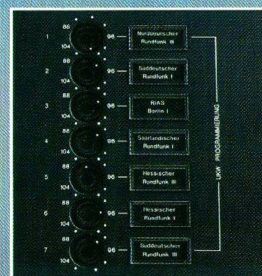 1 88 104 96 Norddeutscher
Rundfunk III
2 88 104 96 Süddeutscher
Rundfunk I
3 88 104 96 RIAS
Berlin I
4 88 104 96 Saarländischer
Rundfunk I
5 88 104 96 Hessischer
Rundfunk III
6 88 104 96 Hessischer
Rundfunk I
7 88 104 96 Süddeutscher
Rundfunk III
UKW PROGRAMMIERUNG